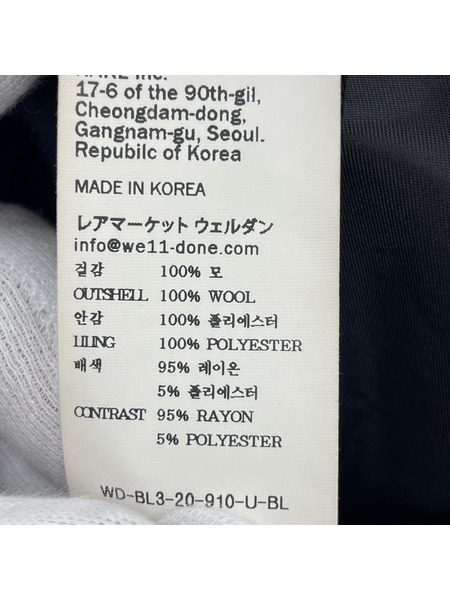 Inc.
17-6 of the 90th-gil,
Cheongdam-dong,
Gangnam-gu, Seoul.
Repubilc of Korea
MADE IN KOREA
レアマーケット ウェルダン
info@we11-done.com
겉감 100% 모
OUTSHELL 100% WOOL
안감 100% 폴리에스터
LILING 100% POLYESTER
배색 95% 레이온
5% 폴리에스터
CONTRAST 95% RAYON
5% POLYESTER
WD-BL3-20-910-U-BL